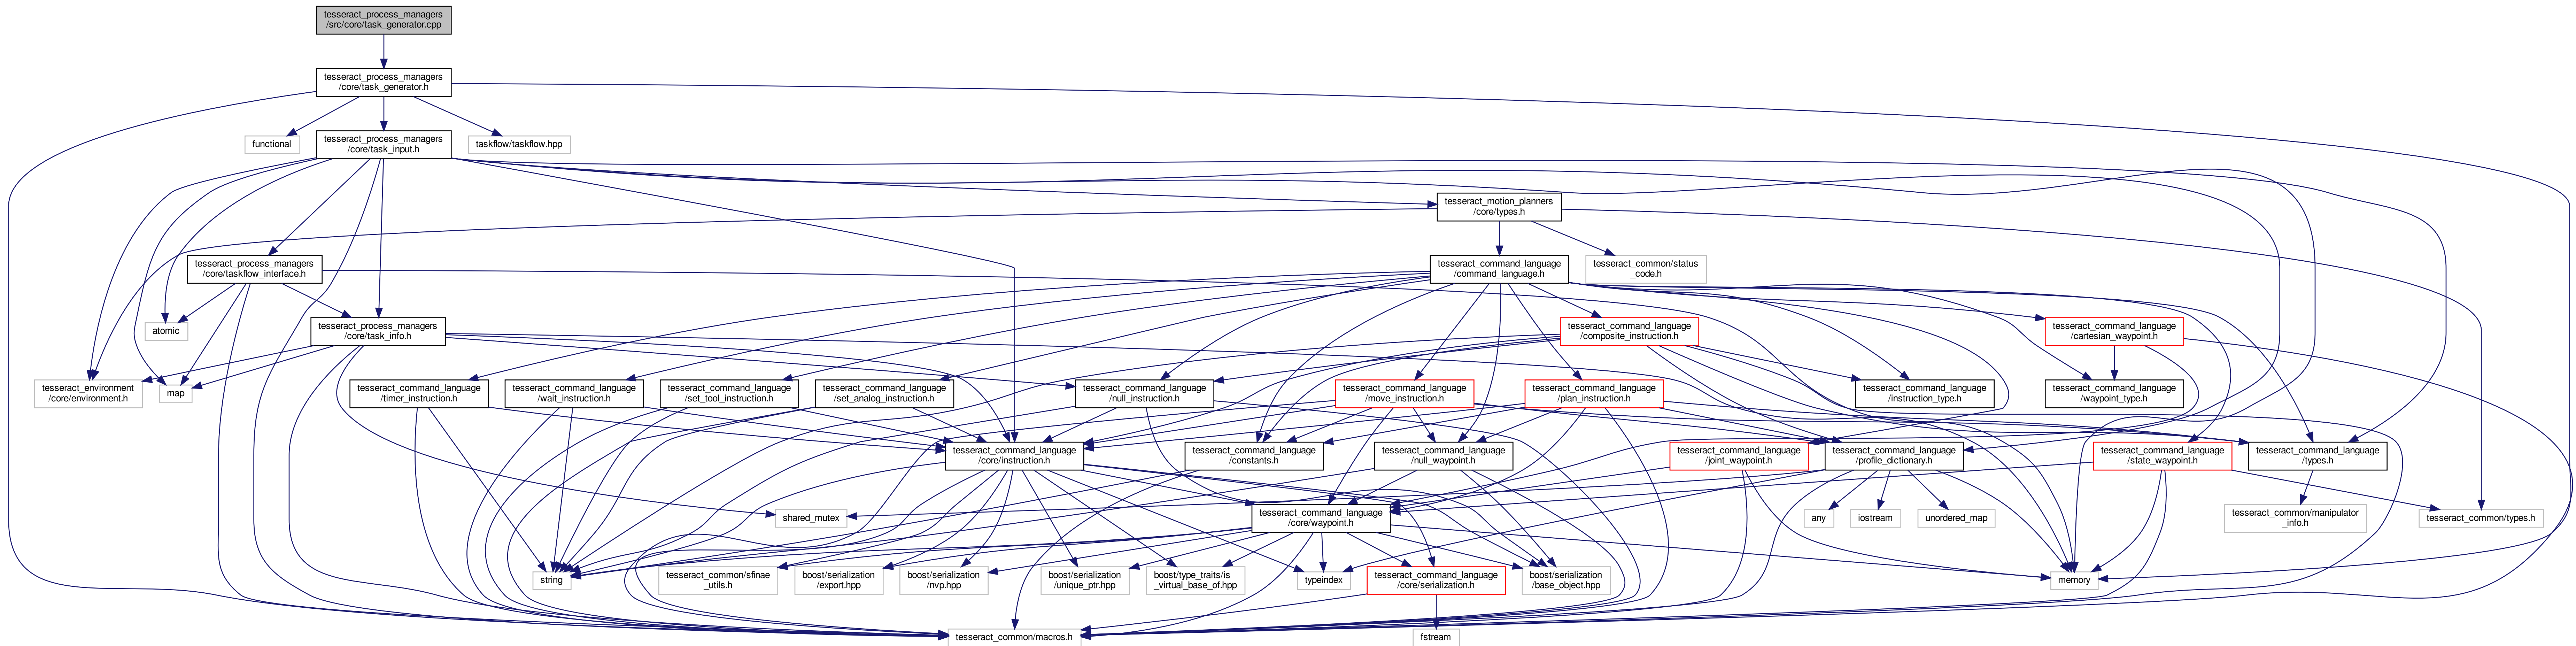 tesseract_process_managers
/src/core/task_generator.cpp
tesseract_process_managers
/core/task_generator.h
functional
tesseract_process_managers
/core/task_input.h
taskflow/taskflow.hpp
tesseract_motion_planners
/core/types.h
tesseract_process_managers
/core/taskflow_interface.h
tesseract_command_language
/command_language.h
tesseract_common/status
_code.h
atomic
tesseract_process_managers
/core/task_info.h
tesseract_command_language
/composite_instruction.h
tesseract_command_language
/cartesian_waypoint.h
tesseract_environment
/core/environment.h
map
tesseract_command_language
/timer_instruction.h
tesseract_command_language
/wait_instruction.h
tesseract_command_language
/set_tool_instruction.h
tesseract_command_language
/set_analog_instruction.h
tesseract_command_language
/null_instruction.h
tesseract_command_language
/move_instruction.h
tesseract_command_language
/plan_instruction.h
tesseract_command_language
/instruction_type.h
tesseract_command_language
/waypoint_type.h
tesseract_command_language
/core/instruction.h
tesseract_command_language
/constants.h
tesseract_command_language
/null_waypoint.h
tesseract_command_language
/joint_waypoint.h
tesseract_command_language
/profile_dictionary.h
tesseract_command_language
/state_waypoint.h
tesseract_command_language
/types.h
shared_mutex
tesseract_command_language
/core/waypoint.h
any
iostream
unordered_map
tesseract_common/manipulator
_info.h
tesseract_common/types.h
string
tesseract_common/sfinae
_utils.h
boost/serialization
/export.hpp
boost/serialization
/nvp.hpp
boost/serialization
/unique_ptr.hpp
boost/type_traits/is
_virtual_base_of.hpp
typeindex
tesseract_command_language
/core/serialization.h
boost/serialization
/base_object.hpp
memory
tesseract_common/macros.h
fstream